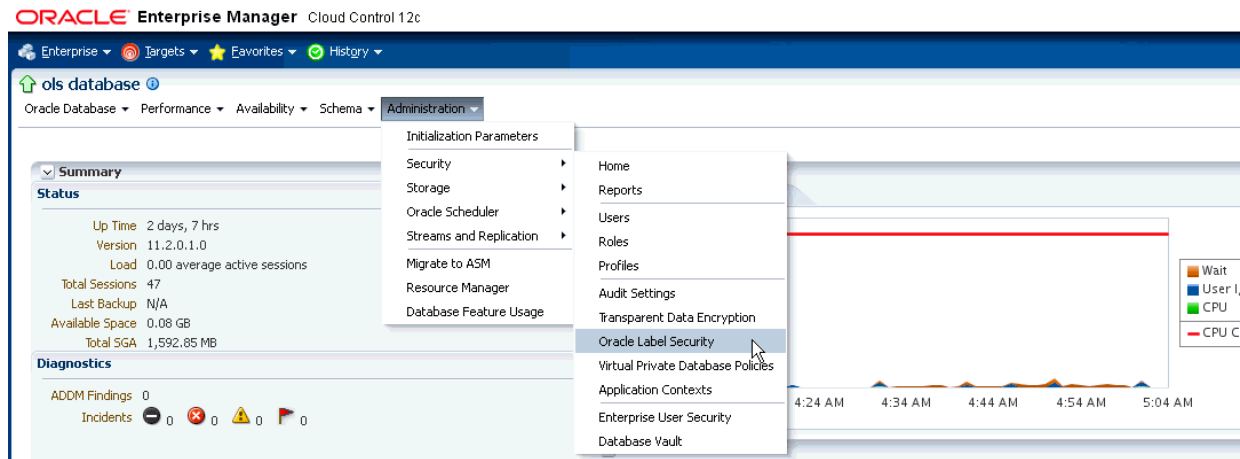 ORACLE Enterprise Manager Cloud Control 12c
Enterprise Targets Favorites History
ols database
Oracle Database Performance Availability Schema Administration
Initialization Parameters
Security
Storage
Oracle Scheduler
Streams and Replication
Migrate to ASM
Resource Manager
Database Feature Usage
Home
Reports
Users
Roles
Profiles
Audit Settings
Transparent Data Encryption
Oracle Label Security
Virtual Private Database Policies
Application Contexts
Enterprise User Security
Database Vault
Summary
Status
Up Time 2 days, 7 hrs
Version 11.2.0.1.0
Load 0.00 average active sessions
Total Sessions 47
Last Backup N/A
Available Space 0.08 GB
Total SGA 1,592.85 MB
Diagnostics
ADDM Findings 0
Incidents 0 0 0 0
Wait
User I,
CPU
CPU C
4:24 AM 4:34 AM 4:44 AM 4:54 AM 5:04 AM